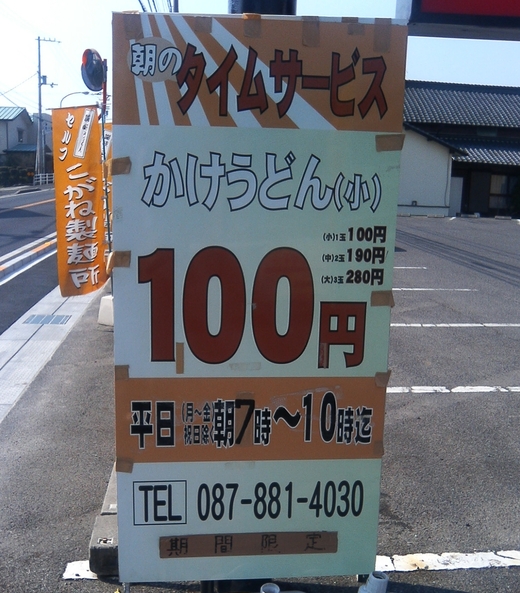 朝の
タイムサービス
かけうどん(小)
(小)1玉100円
(中)2玉190円
(大)3玉280円
100円
平日(月～金)祝日除く朝7時～10時迄
TEL 087-881-4030
期間限定
セルフ
こがね製麺所